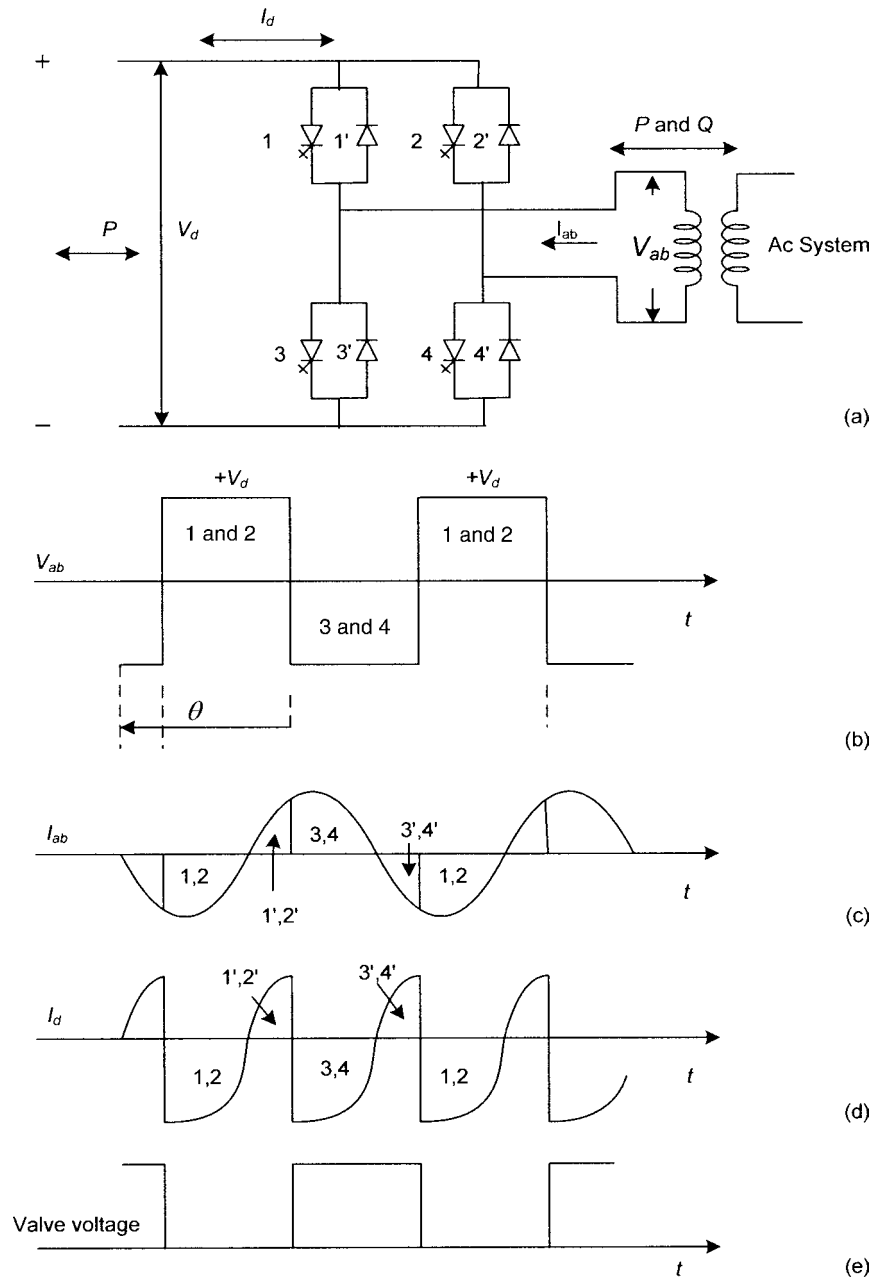 I_d
+
1 1' 2 2'
P and Q
P
V_d
I_ab
V_ab
Ac System
3 3' 4 4'
−
(a)
+V_d +V_d
1 and 2 1 and 2
V_ab
3 and 4
t
θ
(b)
I_ab
3,4
3',4'
1,2 1,2
t
1',2'
(c)
1',2' 3',4'
I_d
1,2 3,4 1,2
t
(d)
Valve voltage
t
(e)